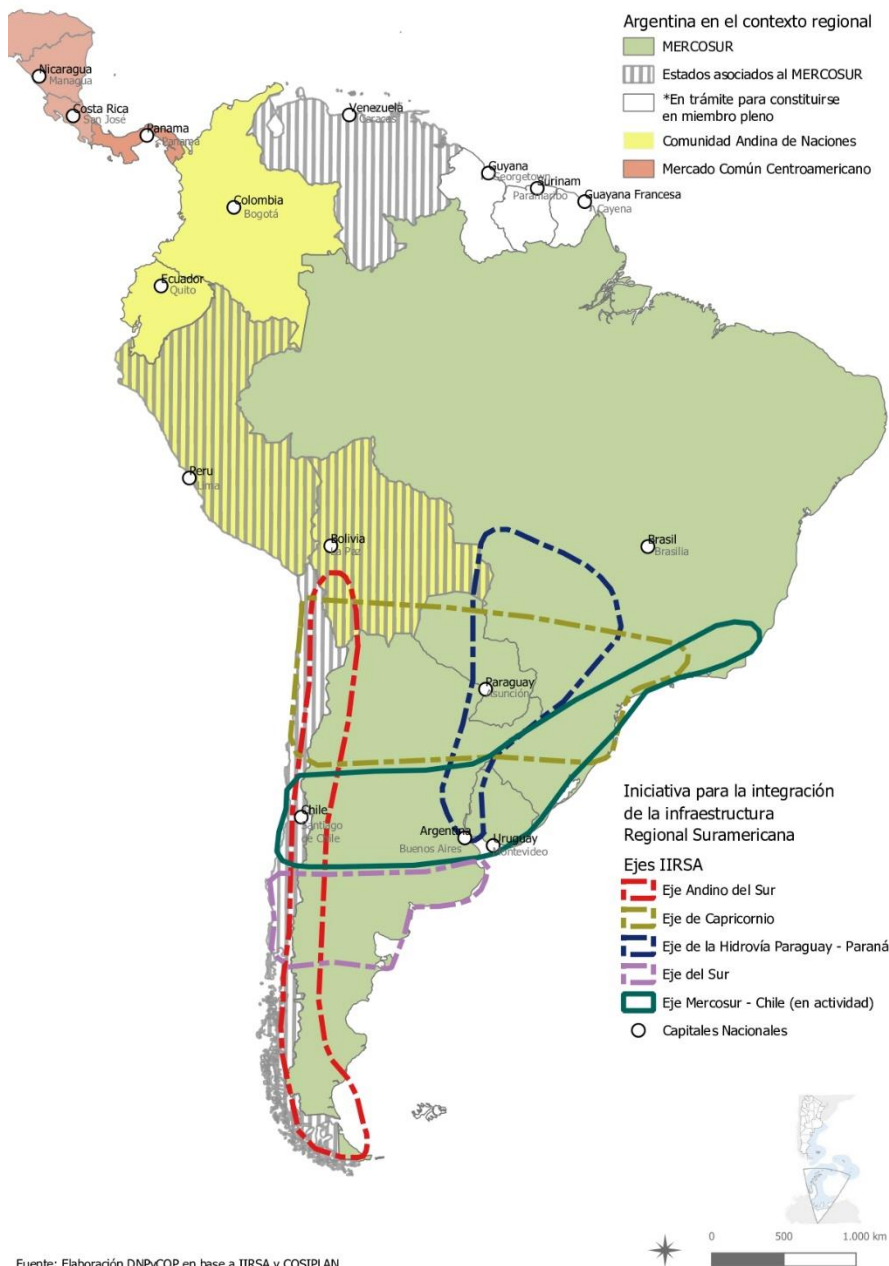 Argentina en el contexto regional
MERCOSUR
Estados asociados al MERCOSUR
*En trámite para constituirse
en miembro pleno
Comunidad Andina de Naciones
Mercado Común Centroamericano
Nicaragua
Managua
Costa Rica
San José
Panama
Panamá
Venezuela
Caracas
Guyana
Georgetown
Surinam
Paramaribo
Guayana Francesa
Cayena
Colombia
Bogotá
Ecuador
Quito
Peru
Lima
Bolivia
La Paz
Brasil
Brasilia
Paraguay
Asunción
Chile
Santiago
de Chile
Argentina
Buenos Aires
Uruguay
Montevideo
Iniciativa para la integración
de la infraestructura
Regional Suramericana
Ejes IIRSA
Eje Andino del Sur
Eje de Capricornio
Eje de la Hidrovía Paraguay - Paraná
Eje del Sur
Eje Mercosur - Chile (en actividad)
Capitales Nacionales
0 500 1.000 km
Fuente: Elaboración DNPyCOP en base a IIRSA y COSIPLAN